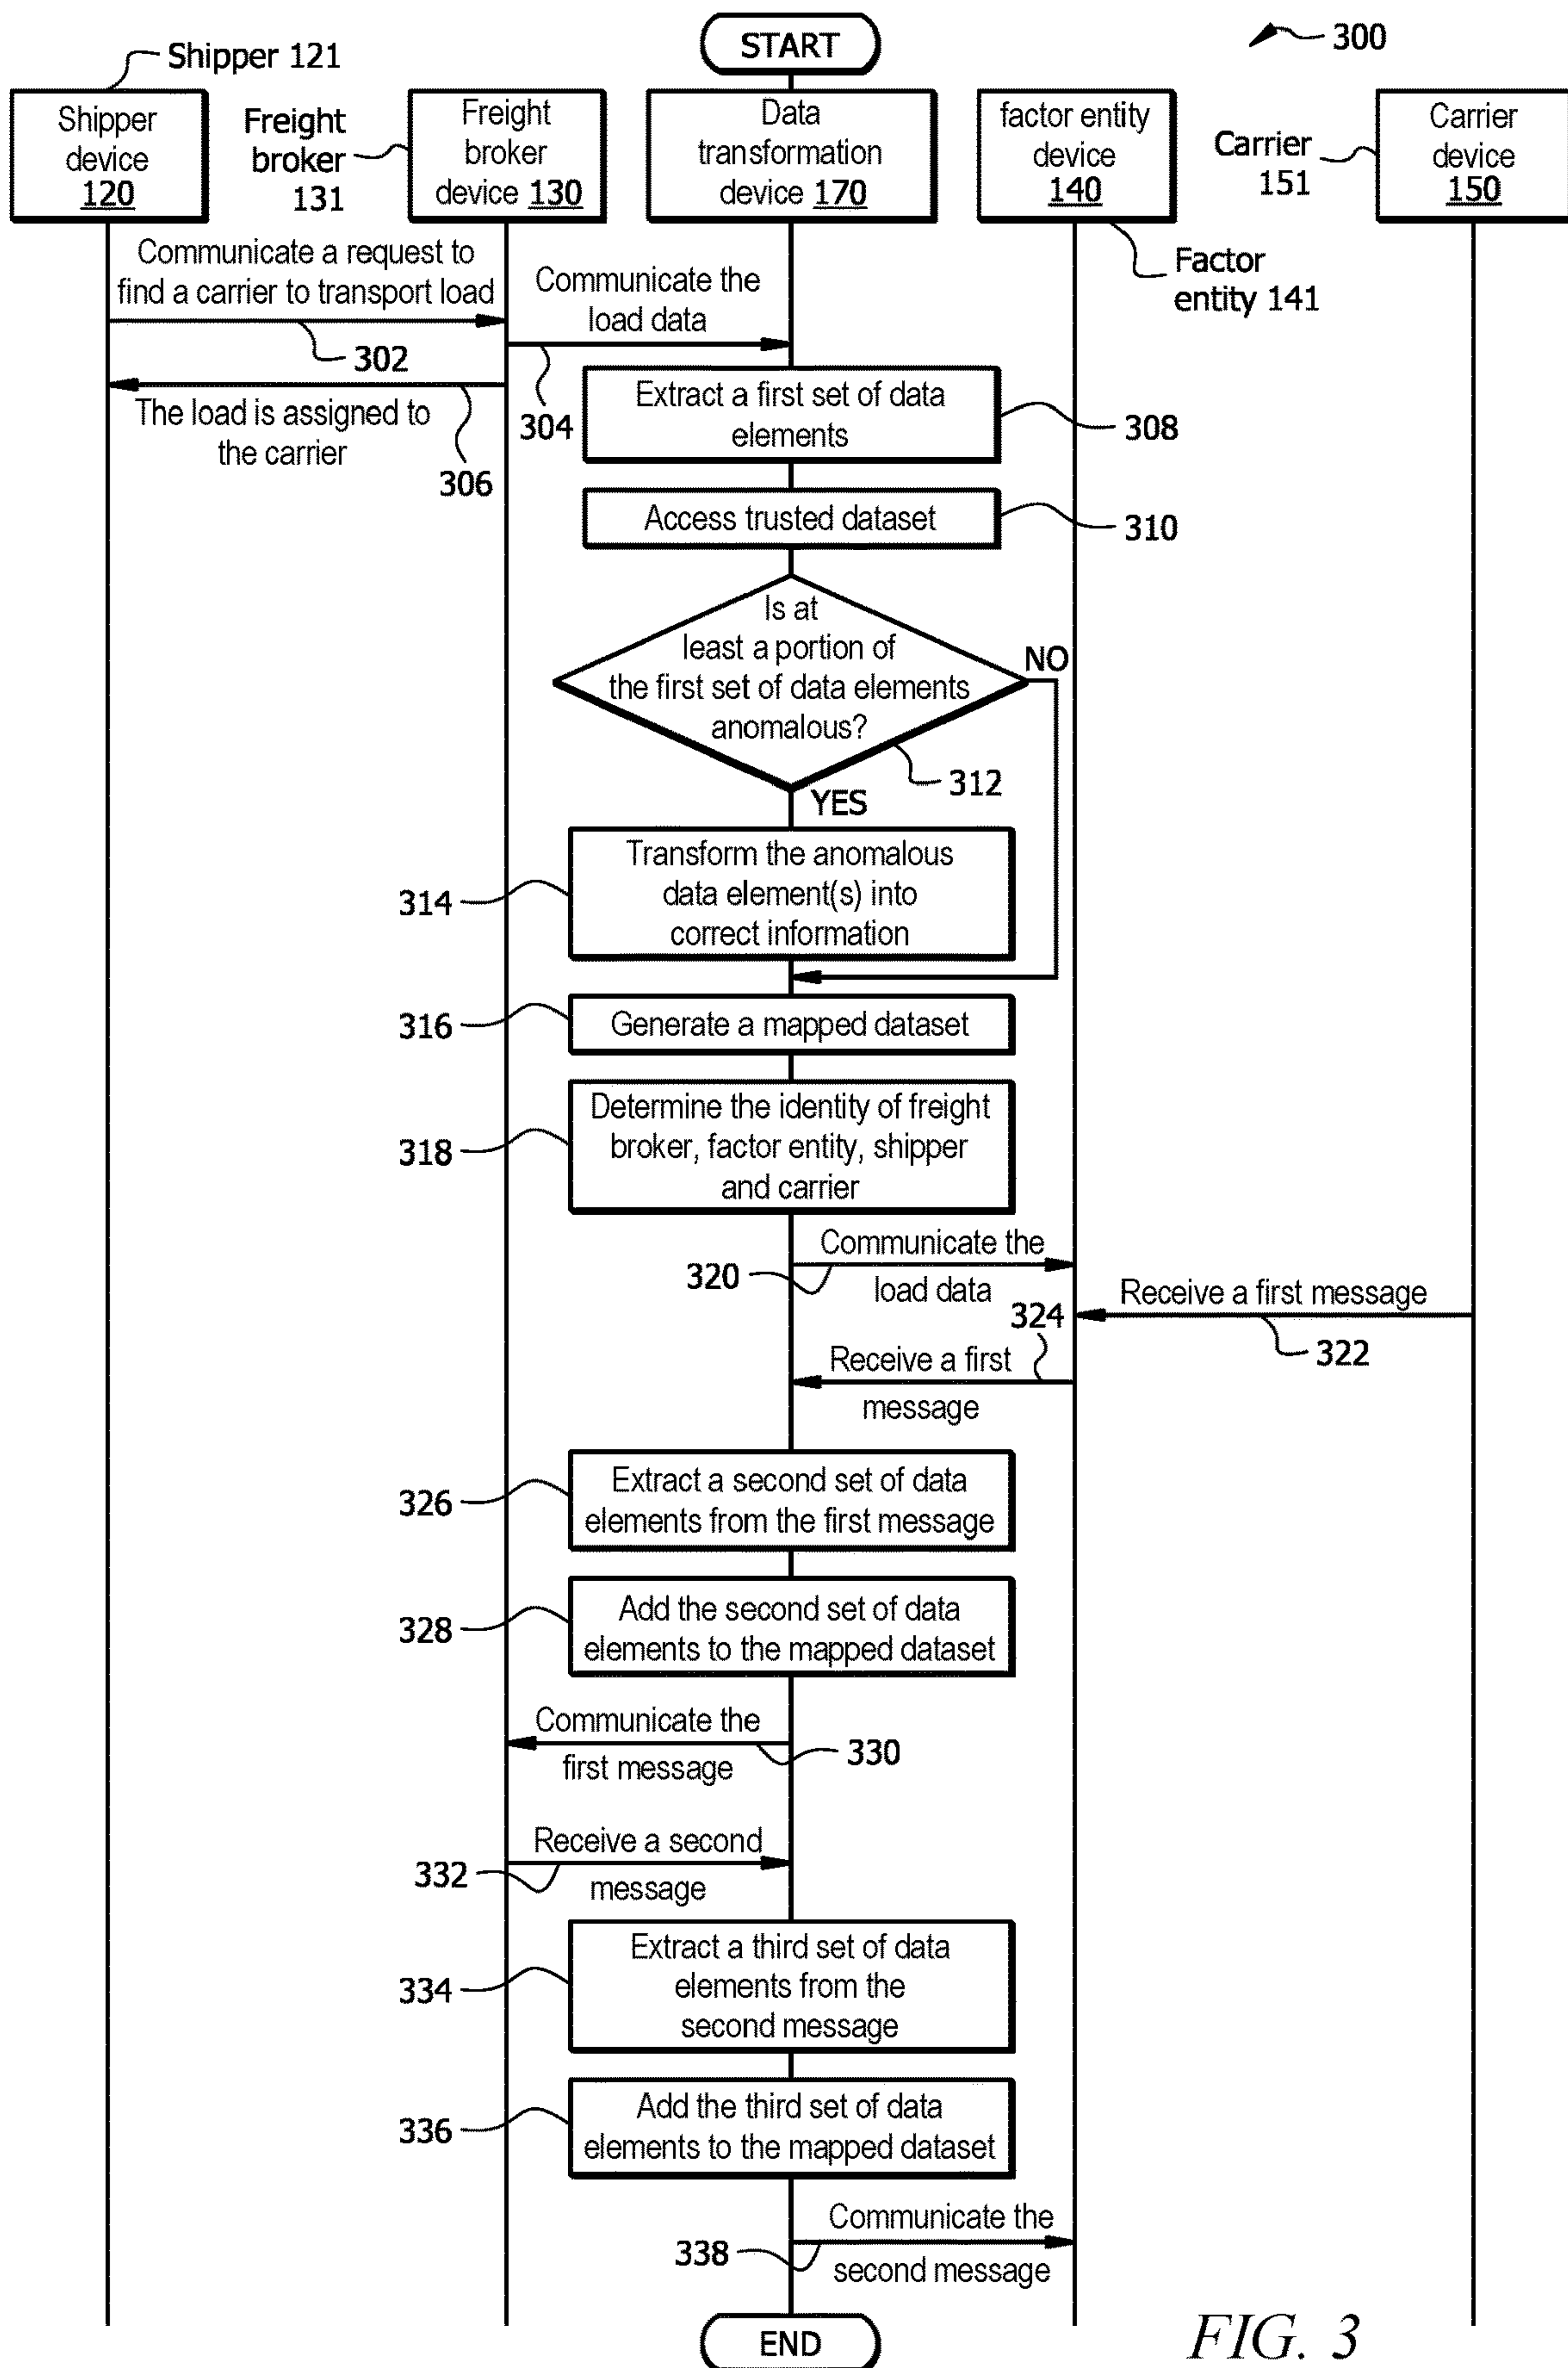 START
300
Shipper 121
Shipper
device
120
Freight
broker
131
Freight
broker
device 130
Data
transformation
device 170
factor entity
device
140
Carrier
151
Carrier
device
150
Factor
entity 141
Communicate a request to
find a carrier to transport load
302
Communicate the
load data
304
The load is assigned to
the carrier
306
Extract a first set of data
elements
308
Access trusted dataset
310
Is at
least a portion of
the first set of data elements
anomalous?
NO
312
YES
Transform the anomalous
data element(s) into
correct information
314
Generate a mapped dataset
316
Determine the identity of freight
broker, factor entity, shipper
and carrier
318
Communicate the
load data
320
Receive a first message
322
324
Receive a first
message
Extract a second set of data
elements from the first message
326
Add the second set of data
elements to the mapped dataset
328
Communicate the
first message
330
Receive a second
message
332
Extract a third set of data
elements from the
second message
334
Add the third set of data
elements to the mapped dataset
336
Communicate the
second message
338
END
FIG. 3